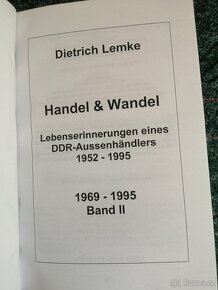 Dietrich Lemke
Handel & Wandel
Lebenserinnerungen eines
DDR-Aussenhändlers
1952 - 1995
1969 - 1995
Band II